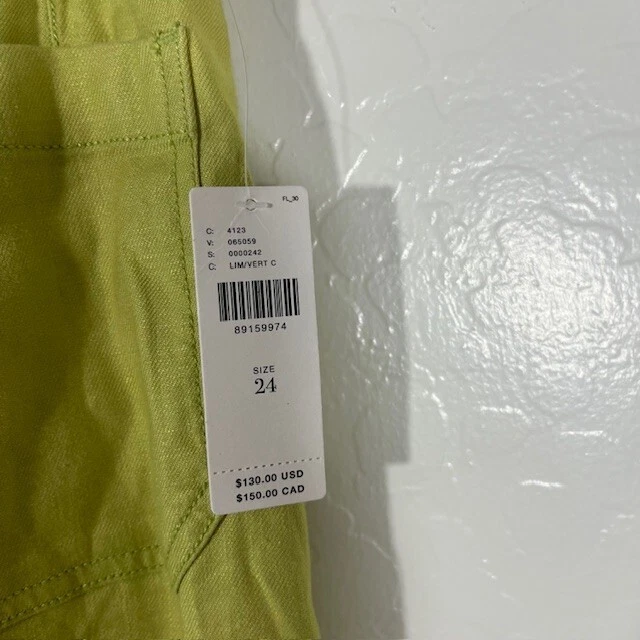 FL_30
C: 4123
V: 065059
S: 0000242
C: LIM/VERT C
89159974
SIZE
24
$130.00 USD
$150.00 CAD